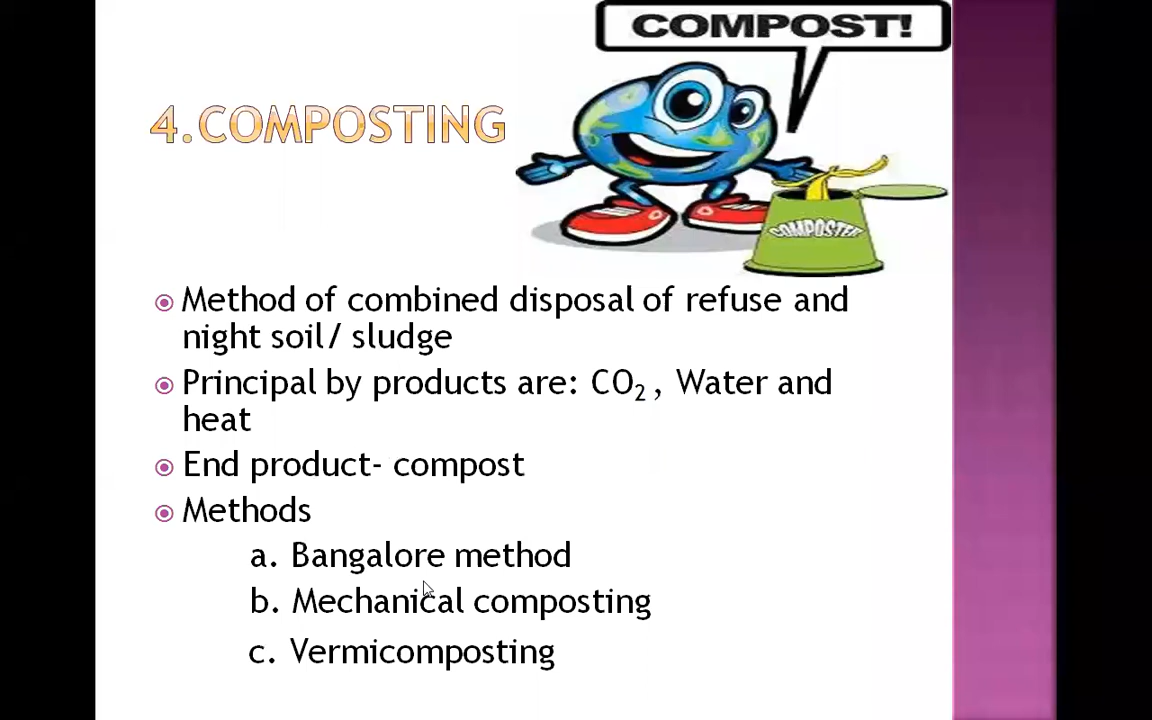 COMPOST!
4.COMPOSTING
COMPOSTER
Method of combined disposal of refuse and
night soil/ sludge
Principal by products are: CO₂ , Water and
heat
End product- compost
Methods
a. Bangalore method
b. Mechanical composting
c. Vermicomposting